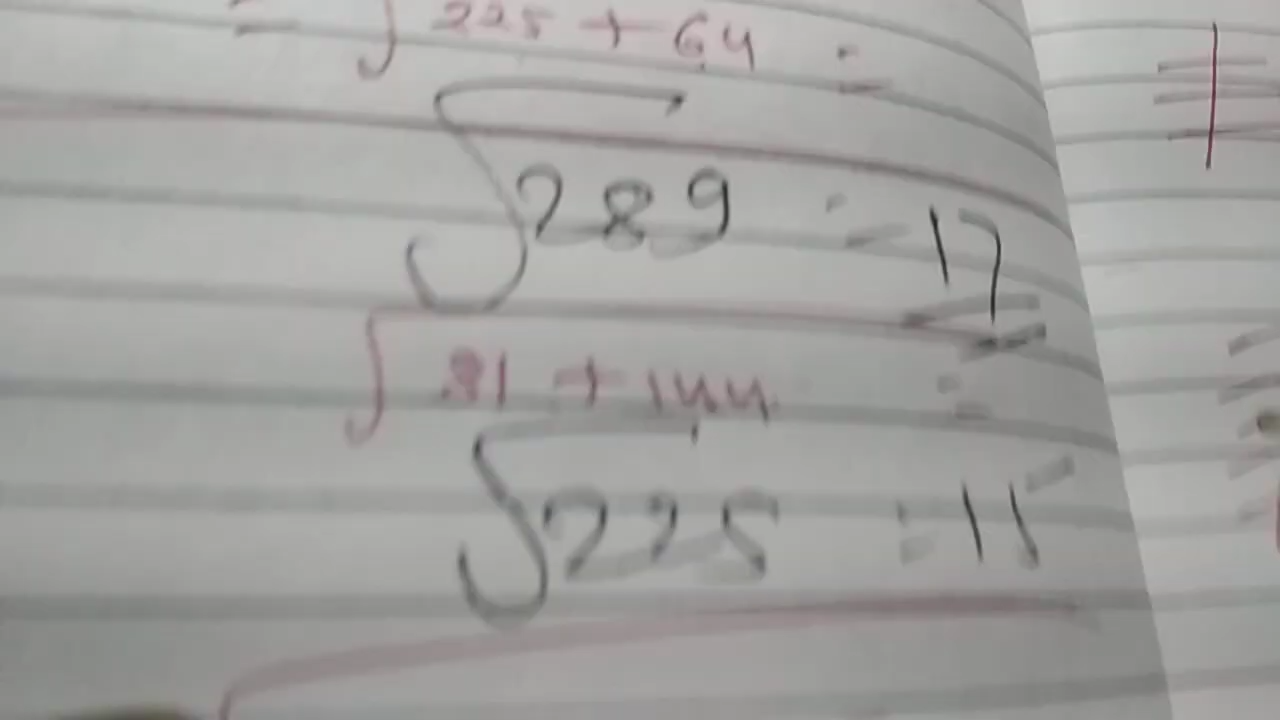 = √225 + 64 =
√289 = 17
√81 + 144 =
√225 = 15